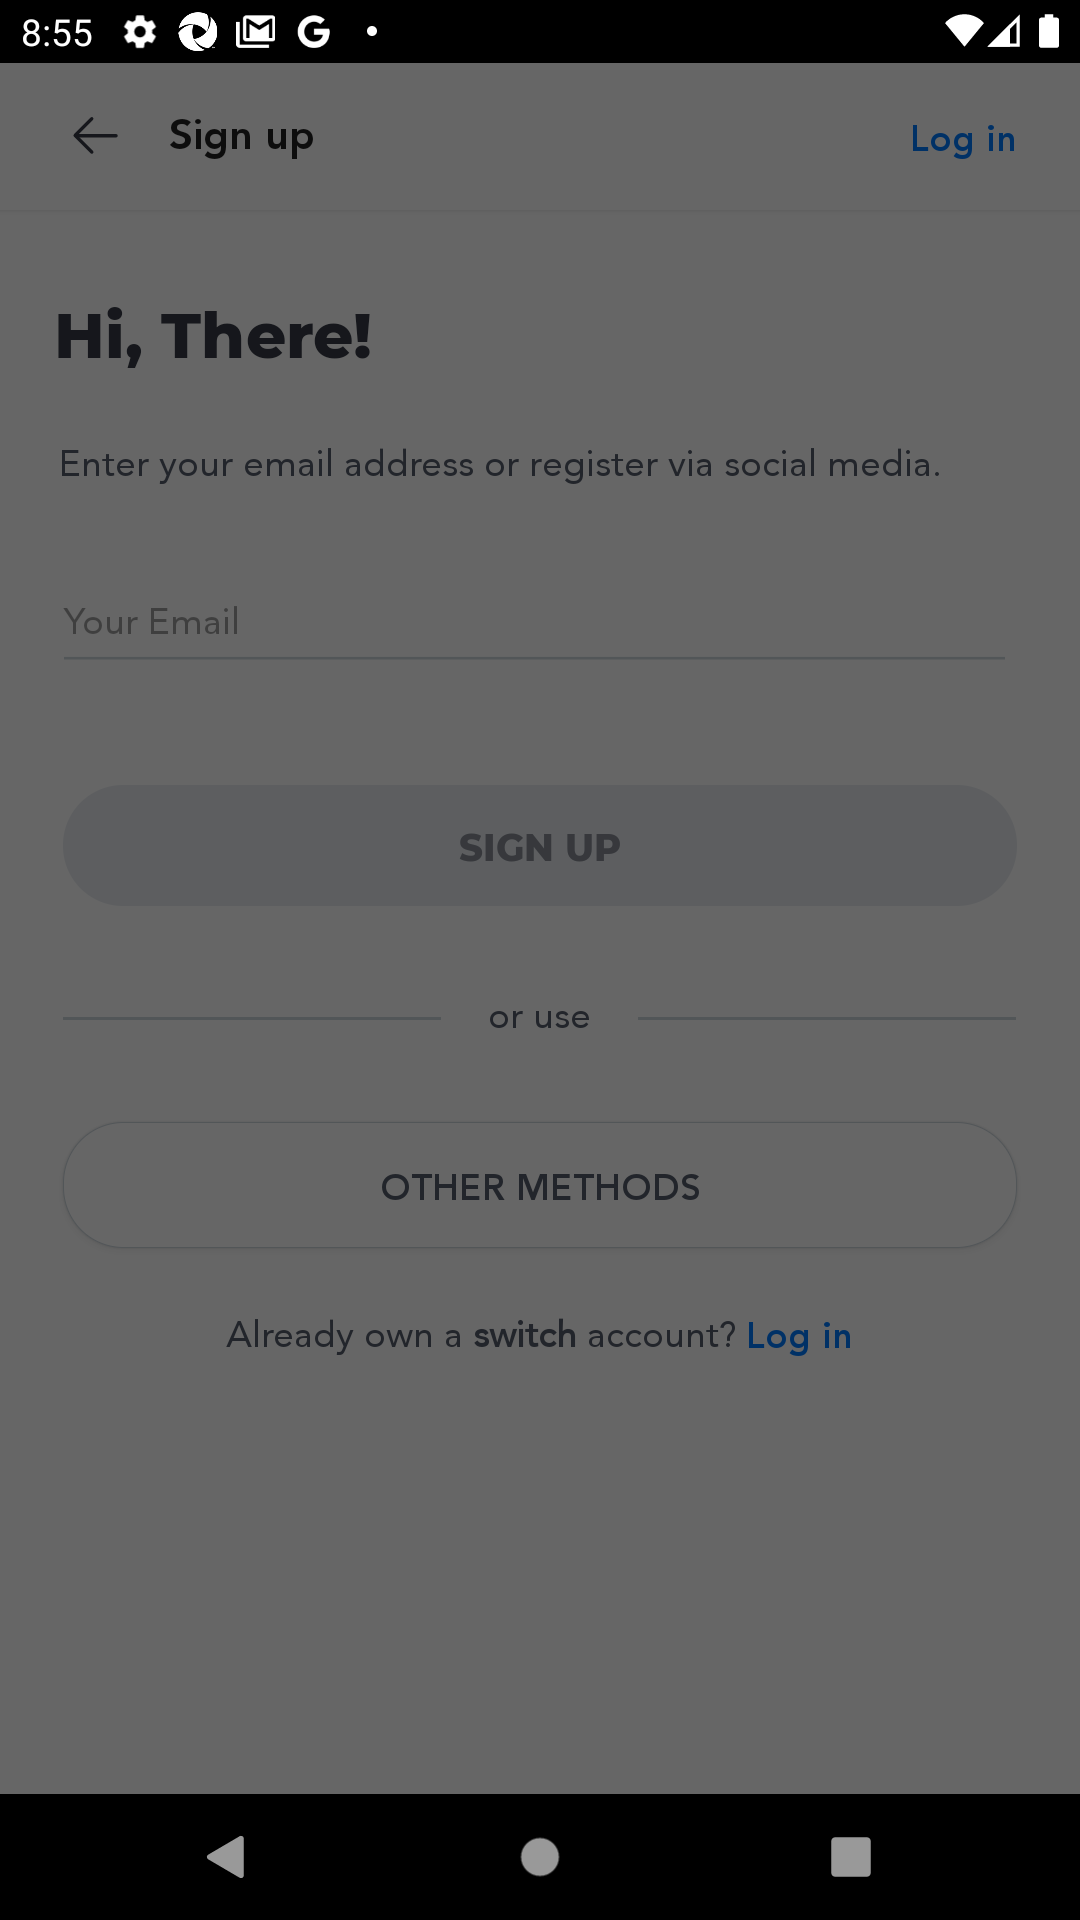 8:55
Sign up
Log in
Hi, There!
Enter your email address or register via social media.
Your Email
SIGN UP
or use
OTHER METHODS
Already own a switch account? Log in